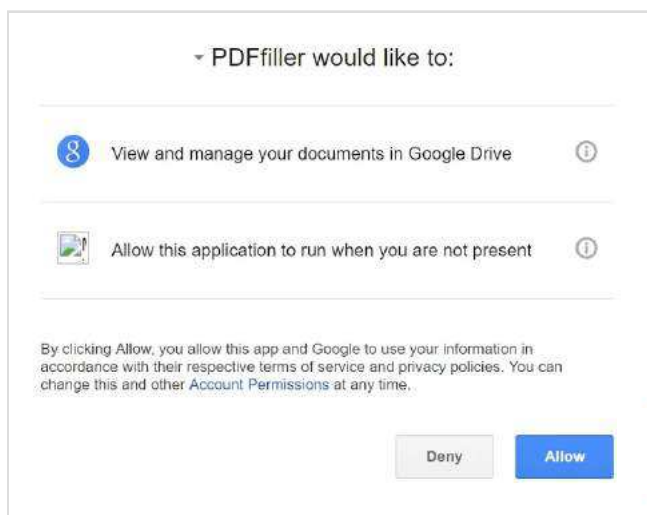 PDFfiller would like to:
View and manage your documents in Google Drive
Allow this application to run when you are not present
By clicking Allow, you allow this app and Google to use your information in
accordance with their respective terms of service and privacy policies. You can
change this and other Account Permissions at any time.
Deny Allow